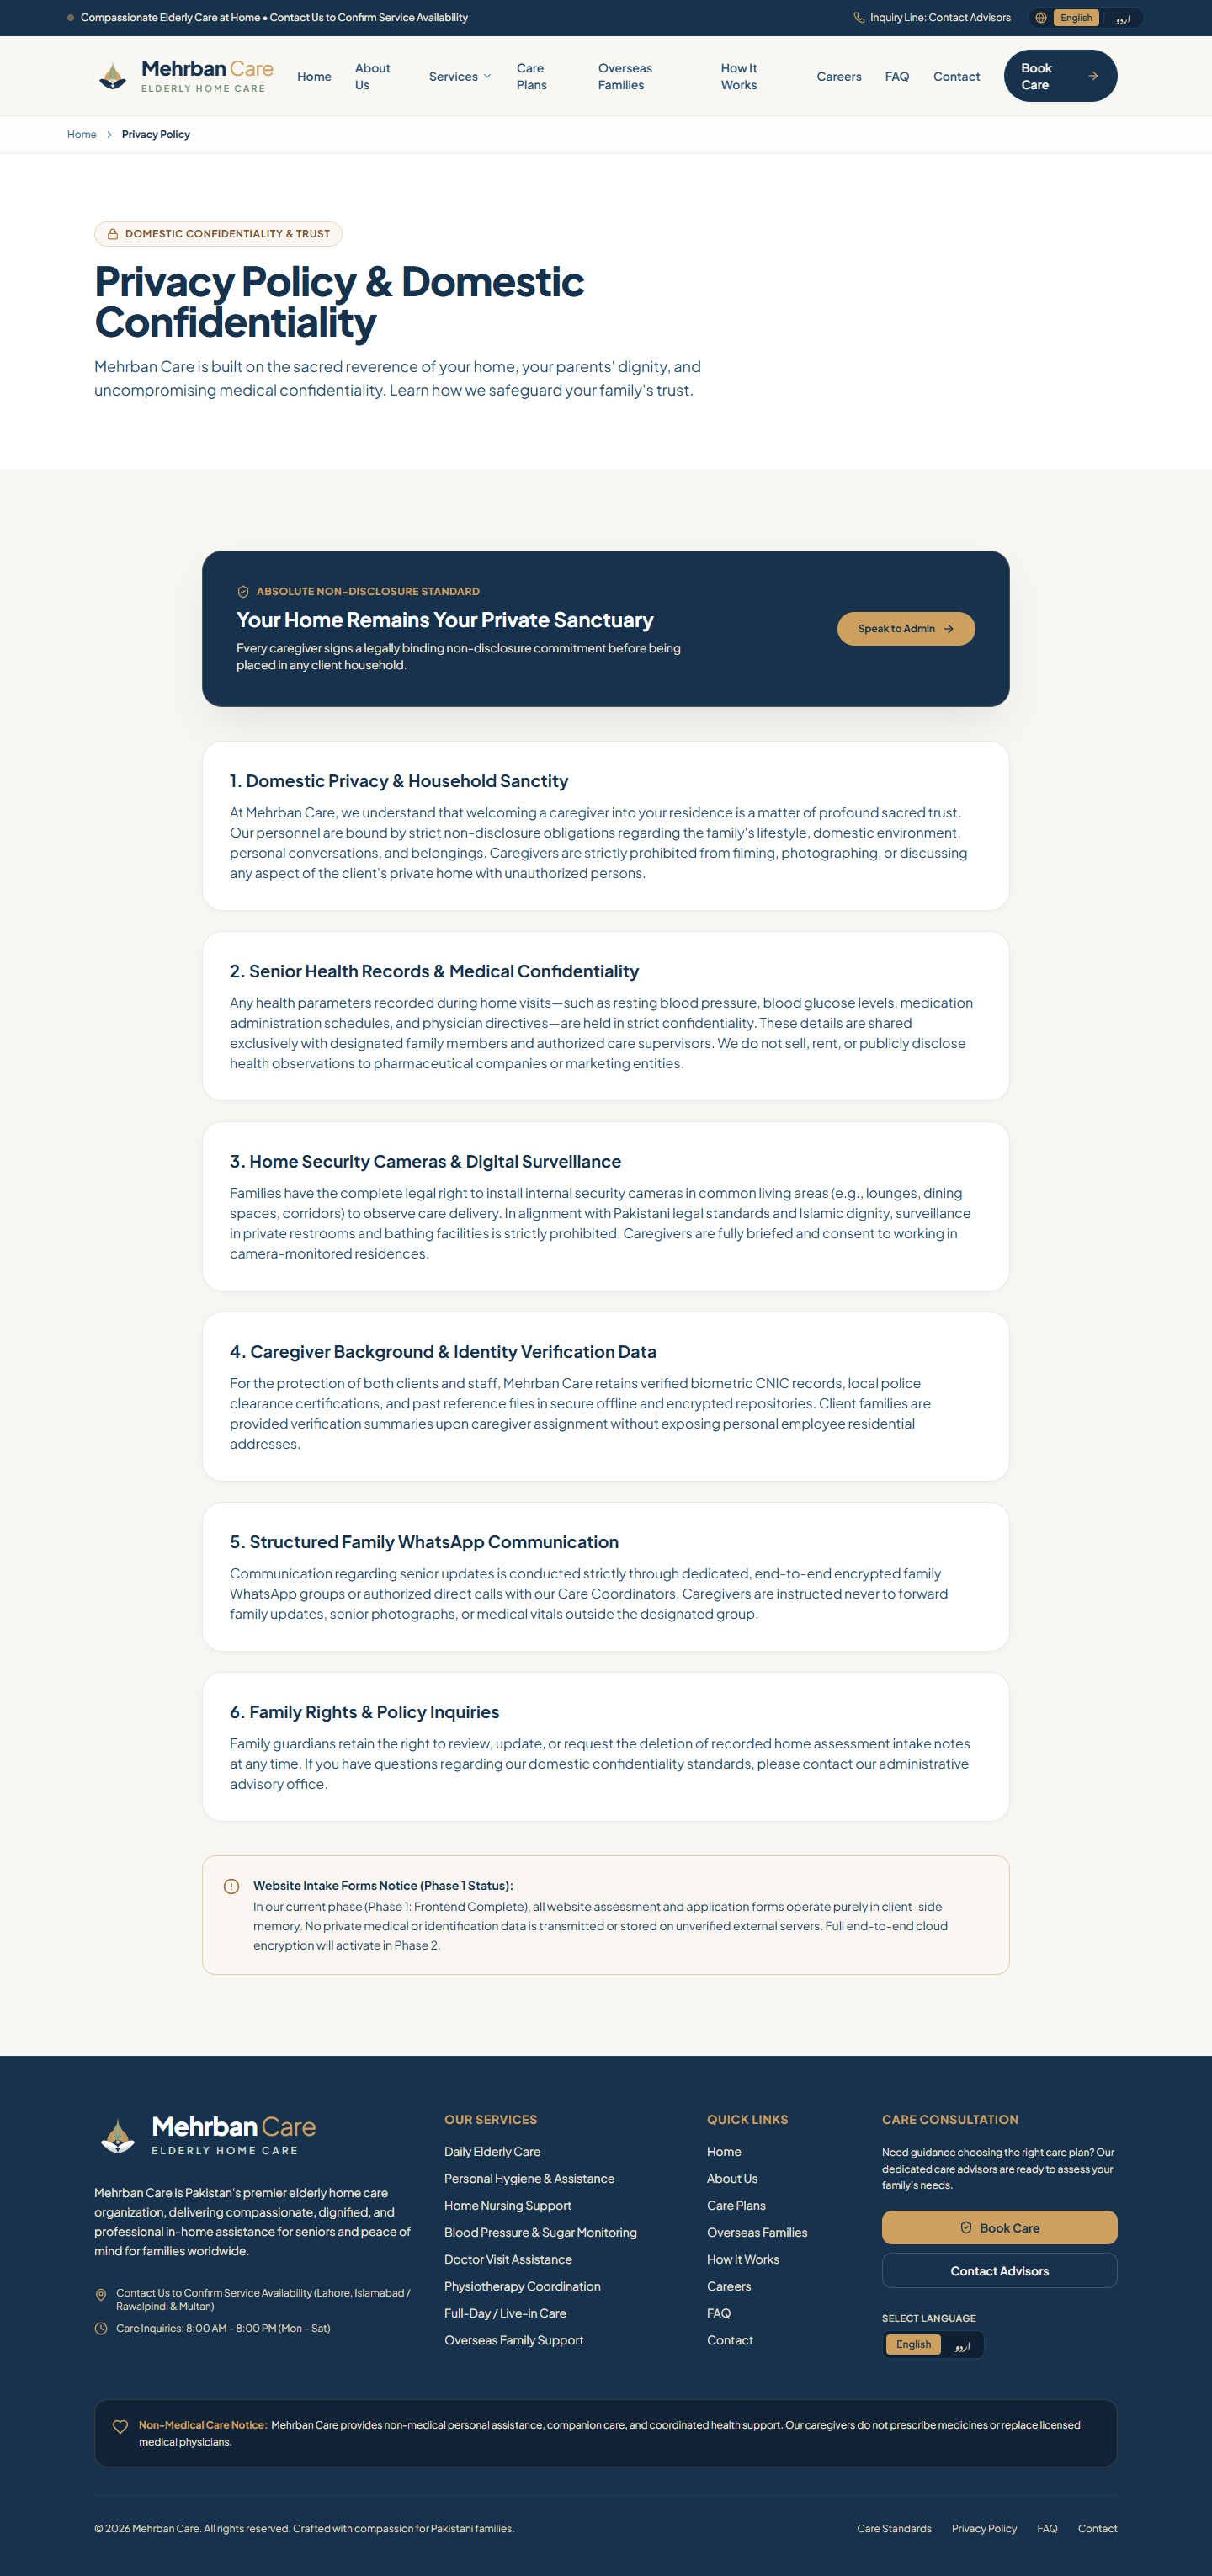 Compassionate Elderly Care at Home • Contact Us to Confirm Service Availability
Inquiry Line: Contact Advisors
English
اردو
Mehrban Care
ELDERLY HOME CARE
Home
About Us
Services
Care Plans
Overseas Families
How It Works
Careers
FAQ
Contact
Book Care
Home
Privacy Policy
DOMESTIC CONFIDENTIALITY & TRUST
Privacy Policy & Domestic
Confidentiality
Mehrban Care is built on the sacred reverence of your home, your parents' dignity, and
uncompromising medical confidentiality. Learn how we safeguard your family's trust.
ABSOLUTE NON-DISCLOSURE STANDARD
Your Home Remains Your Private Sanctuary
Every caregiver signs a legally binding non-disclosure commitment before being
placed in any client household.
Speak to Admin
1. Domestic Privacy & Household Sanctity
At Mehrban Care, we understand that welcoming a caregiver into your residence is a matter of profound sacred trust.
Our personnel are bound by strict non-disclosure obligations regarding the family's lifestyle, domestic environment,
personal conversations, and belongings. Caregivers are strictly prohibited from filming, photographing, or discussing
any aspect of the client's private home with unauthorized persons.
2. Senior Health Records & Medical Confidentiality
Any health parameters recorded during home visits—such as resting blood pressure, blood glucose levels, medication
administration schedules, and physician directives—are held in strict confidentiality. These details are shared
exclusively with designated family members and authorized care supervisors. We do not sell, rent, or publicly disclose
health observations to pharmaceutical companies or marketing entities.
3. Home Security Cameras & Digital Surveillance
Families have the complete legal right to install internal security cameras in common living areas (e.g., lounges, dining
spaces, corridors) to observe care delivery. In alignment with Pakistani legal standards and Islamic dignity, surveillance
in private restrooms and bathing facilities is strictly prohibited. Caregivers are fully briefed and consent to working in
camera-monitored residences.
4. Caregiver Background & Identity Verification Data
For the protection of both clients and staff, Mehrban Care retains verified biometric CNIC records, local police
clearance certifications, and past reference files in secure offline and encrypted repositories. Client families are
provided verification summaries upon caregiver assignment without exposing personal employee residential
addresses.
5. Structured Family WhatsApp Communication
Communication regarding senior updates is conducted strictly through dedicated, end-to-end encrypted family
WhatsApp groups or authorized direct calls with our Care Coordinators. Caregivers are instructed never to forward
family updates, senior photographs, or medical vitals outside the designated group.
6. Family Rights & Policy Inquiries
Family guardians retain the right to review, update, or request the deletion of recorded home assessment intake notes
at any time. If you have questions regarding our domestic confidentiality standards, please contact our administrative
advisory office.
Website Intake Forms Notice (Phase 1 Status):
In our current phase (Phase 1: Frontend Complete), all website assessment and application forms operate purely in client-side
memory. No private medical or identification data is transmitted or stored on unverified external servers. Full end-to-end cloud
encryption will activate in Phase 2.
Mehrban Care
ELDERLY HOME CARE
Mehrban Care is Pakistan's premier elderly home care
organization, delivering compassionate, dignified, and
professional in-home assistance for seniors and peace of
mind for families worldwide.
Contact Us to Confirm Service Availability (Lahore, Islamabad /
Rawalpindi & Multan)
Care Inquiries: 8:00 AM – 8:00 PM (Mon – Sat)
OUR SERVICES
Daily Elderly Care
Personal Hygiene & Assistance
Home Nursing Support
Blood Pressure & Sugar Monitoring
Doctor Visit Assistance
Physiotherapy Coordination
Full-Day / Live-in Care
Overseas Family Support
QUICK LINKS
Home
About Us
Care Plans
Overseas Families
How It Works
Careers
FAQ
Contact
CARE CONSULTATION
Need guidance choosing the right care plan? Our
dedicated care advisors are ready to assess your
family's needs.
Book Care
Contact Advisors
SELECT LANGUAGE
English
اردو
Non-Medical Care Notice: Mehrban Care provides non-medical personal assistance, companion care, and coordinated health support. Our caregivers do not prescribe medicines or replace licensed
medical physicians.
© 2026 Mehrban Care. All rights reserved. Crafted with compassion for Pakistani families.
Care Standards
Privacy Policy
FAQ
Contact